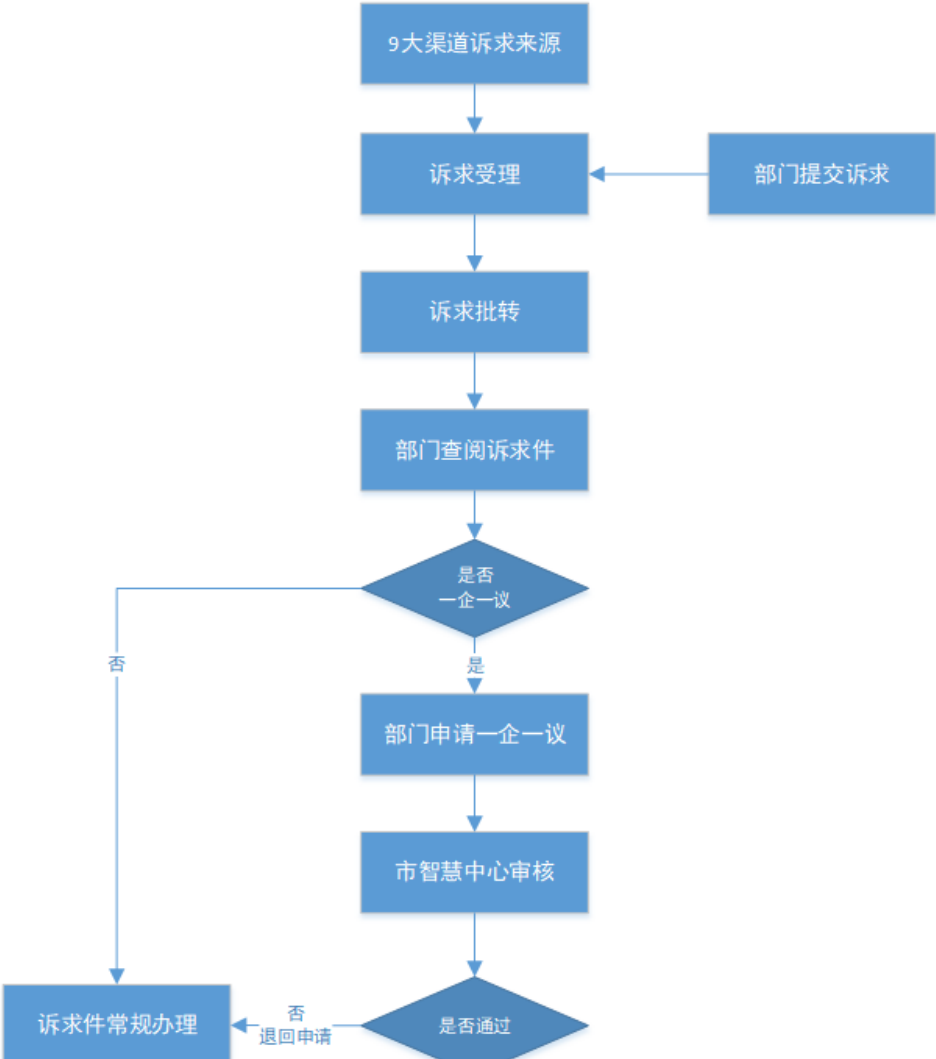 9大渠道诉求来源
诉求受理
部门提交诉求
诉求批转
部门查阅诉求件
是否
一企一议
否
是
部门申请一企一议
市智慧中心审核
诉求件常规办理
否
退回申请
是否通过